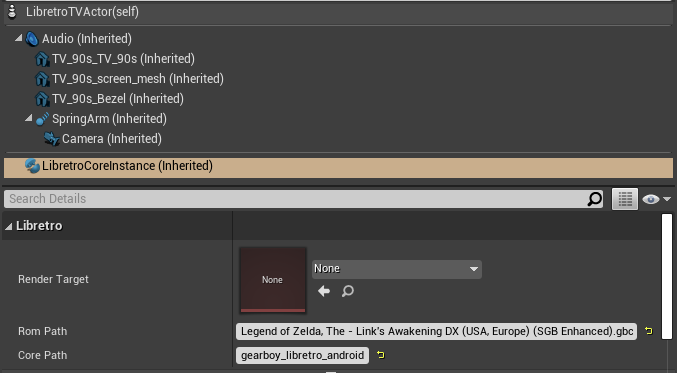 LibretroTVActor(self)
Audio (Inherited)
TV_90s_TV_90s (Inherited)
TV_90s_screen_mesh (Inherited)
TV_90s_Bezel (Inherited)
SpringArm (Inherited)
Camera (Inherited)
LibretroCoreInstance (Inherited)
Search Details
Libretro
Render Target
None
None
Rom Path
Legend of Zelda, The - Link's Awakening DX (USA, Europe) (SGB Enhanced).gbc
Core Path
gearboy_libretro_android